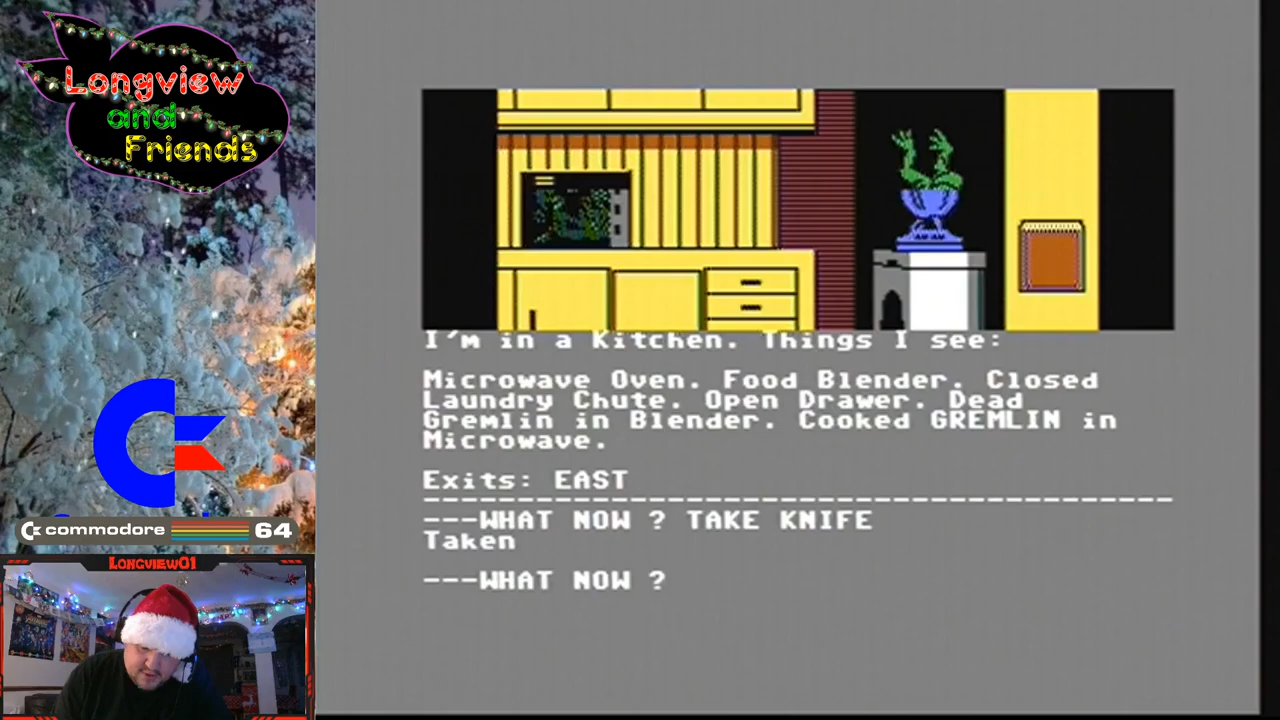 Longview
and
Friends
commodore 64
LONGVIEW01
I'm in a Kitchen. Things I see:
Microwave Oven. Food Blender. Closed
Laundry Chute. Open Drawer. Dead
Gremlin in Blender. Cooked GREMLIN in
Microwave.
Exits: EAST
---WHAT NOW ? TAKE KNIFE
Taken
---WHAT NOW ?